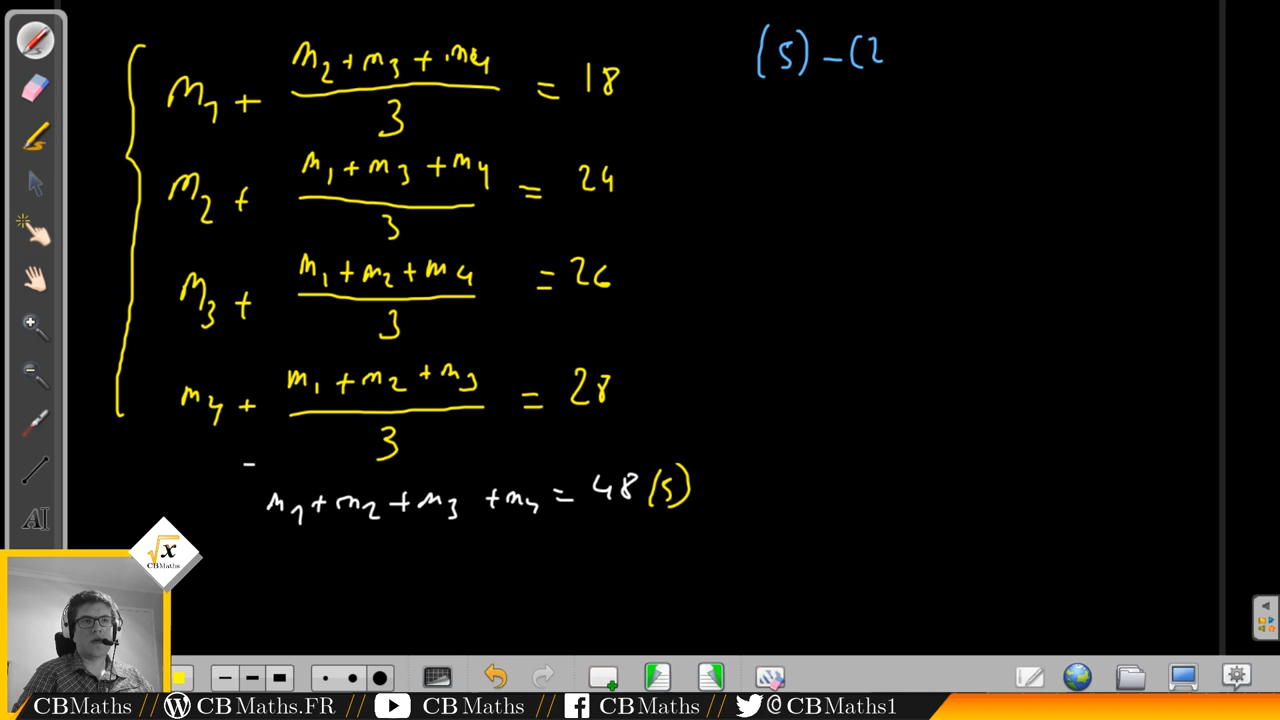 m₁ + (m₂ + m₃ + m₄)/3 = 18
m₂ + (m₁ + m₃ + m₄)/3 = 24
m₃ + (m₁ + m₂ + m₄)/3 = 26
m₄ + (m₁ + m₂ + m₃)/3 = 28
m₁ + m₂ + m₃ + m₄ = 48 (5)
(5) - (2
AI
√x
CBMaths
CBMaths CBMaths.FR CBMaths CBMaths @CBMaths1